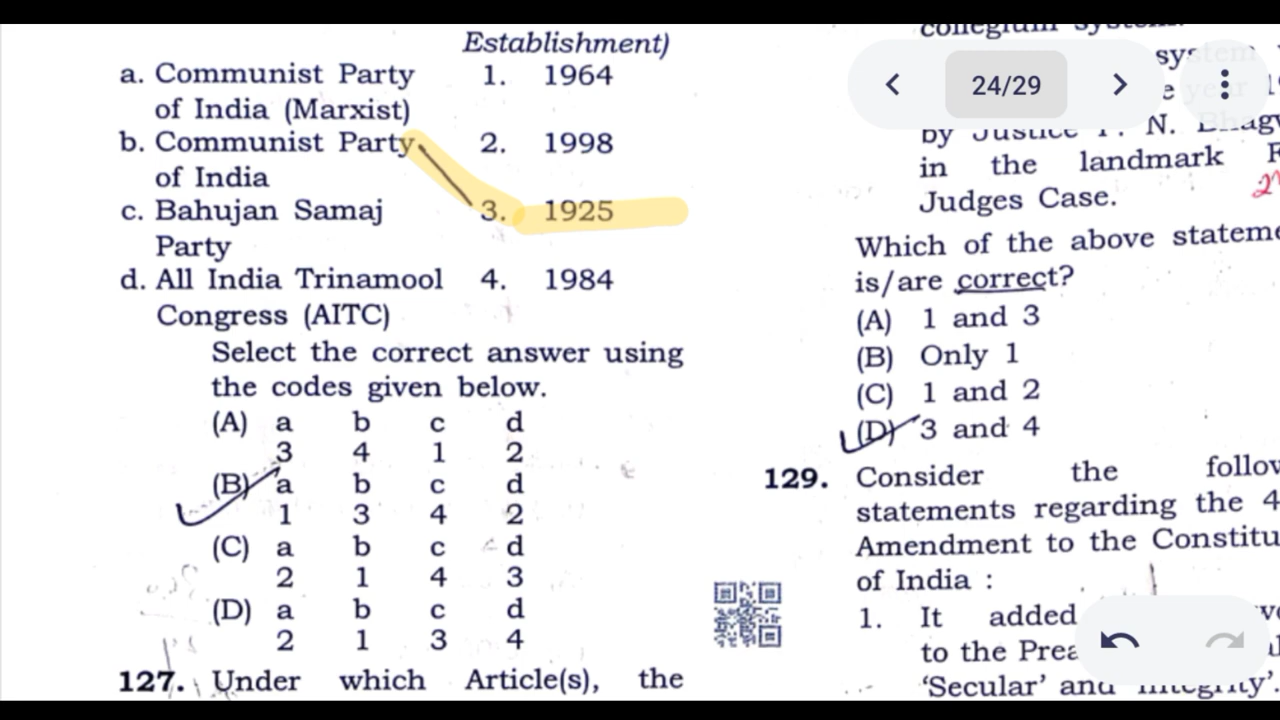 Establishment)
a. Communist Party 1. 1964
of India (Marxist)
b. Communist Party 2. 1998
of India
c. Bahujan Samaj 3. 1925
Party
d. All India Trinamool 4. 1984
Congress (AITC)
Select the correct answer using
the codes given below.
(A) a b c d
3 4 1 2
(B) a b c d
1 3 4 2
(C) a b c d
2 1 4 3
(D) a b c d
2 1 3 4
127. Under which Article(s), the
24/29
by Justice P. N.
in the landmark
Judges Case.
Which of the above
is/are correct?
(A) 1 and 3
(B) Only 1
(C) 1 and 2
(D) 3 and 4
129. Consider the
statements regarding the 4
Amendment to the
of India :
1. It added
to the
'Secular' and